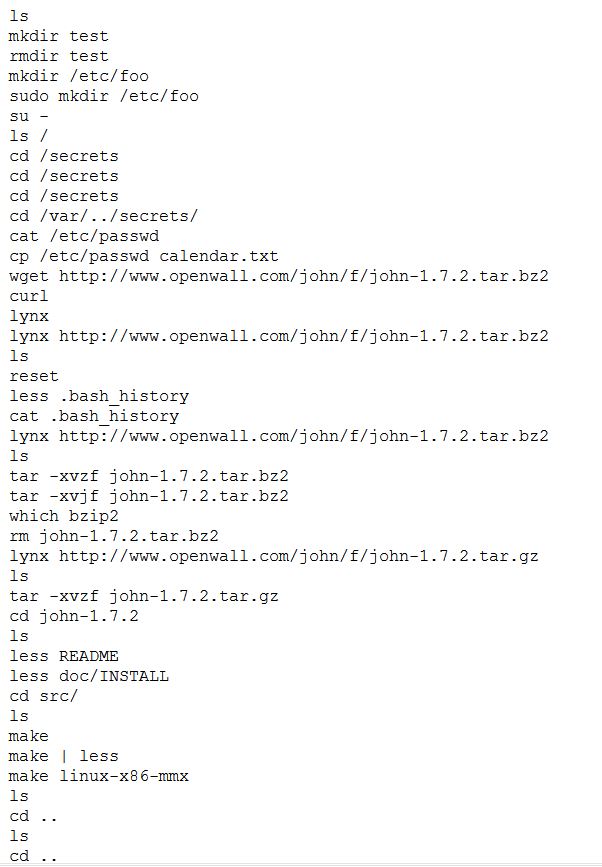 ls
mkdir test
rmdir test
mkdir /etc/foo
sudo mkdir /etc/foo
su -
ls /
cd /secrets
cd /secrets
cd /secrets
cd /var/../secrets/
cat /etc/passwd
cp /etc/passwd calendar.txt
wget http://www.openwall.com/john/f/john-1.7.2.tar.bz2
curl
lynx
lynx http://www.openwall.com/john/f/john-1.7.2.tar.bz2
ls
reset
less .bash_history
cat .bash_history
lynx http://www.openwall.com/john/f/john-1.7.2.tar.bz2
ls
tar -xvzf john-1.7.2.tar.bz2
tar -xvjf john-1.7.2.tar.bz2
which bzip2
rm john-1.7.2.tar.bz2
lynx http://www.openwall.com/john/f/john-1.7.2.tar.gz
ls
tar -xvzf john-1.7.2.tar.gz
cd john-1.7.2
ls
less README
less doc/INSTALL
cd src/
ls
make
make | less
make linux-x86-mmx
ls
cd ..
ls
cd ..